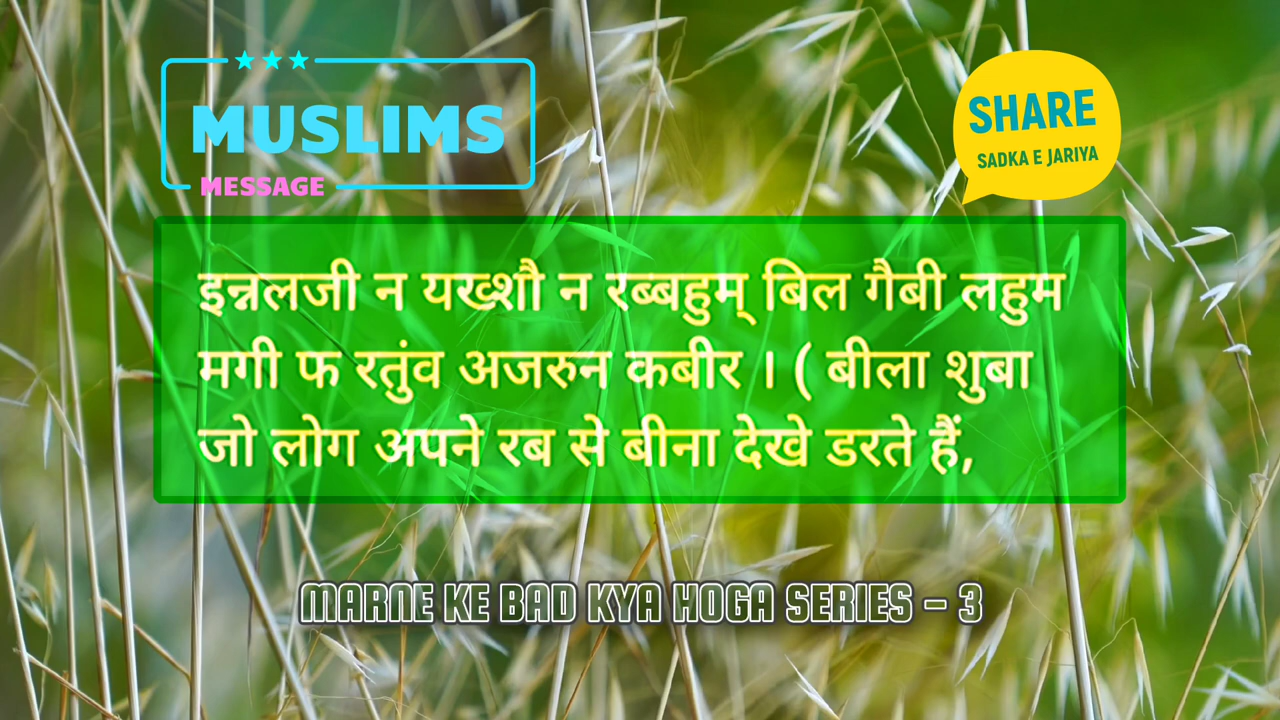 MUSLIMS
MESSAGE
SHARE
SADKA E JARIYA
इन्नलजी न यख्शौ न रब्बहुम् बिल गैबी लहुम
मगी फ रतुंव अजरुन कबीर । ( बीला शुबा
जो लोग अपने रब से बीना देखे डरते हैं,
MARNE KE BAD KYA HOGA SERIES - 3